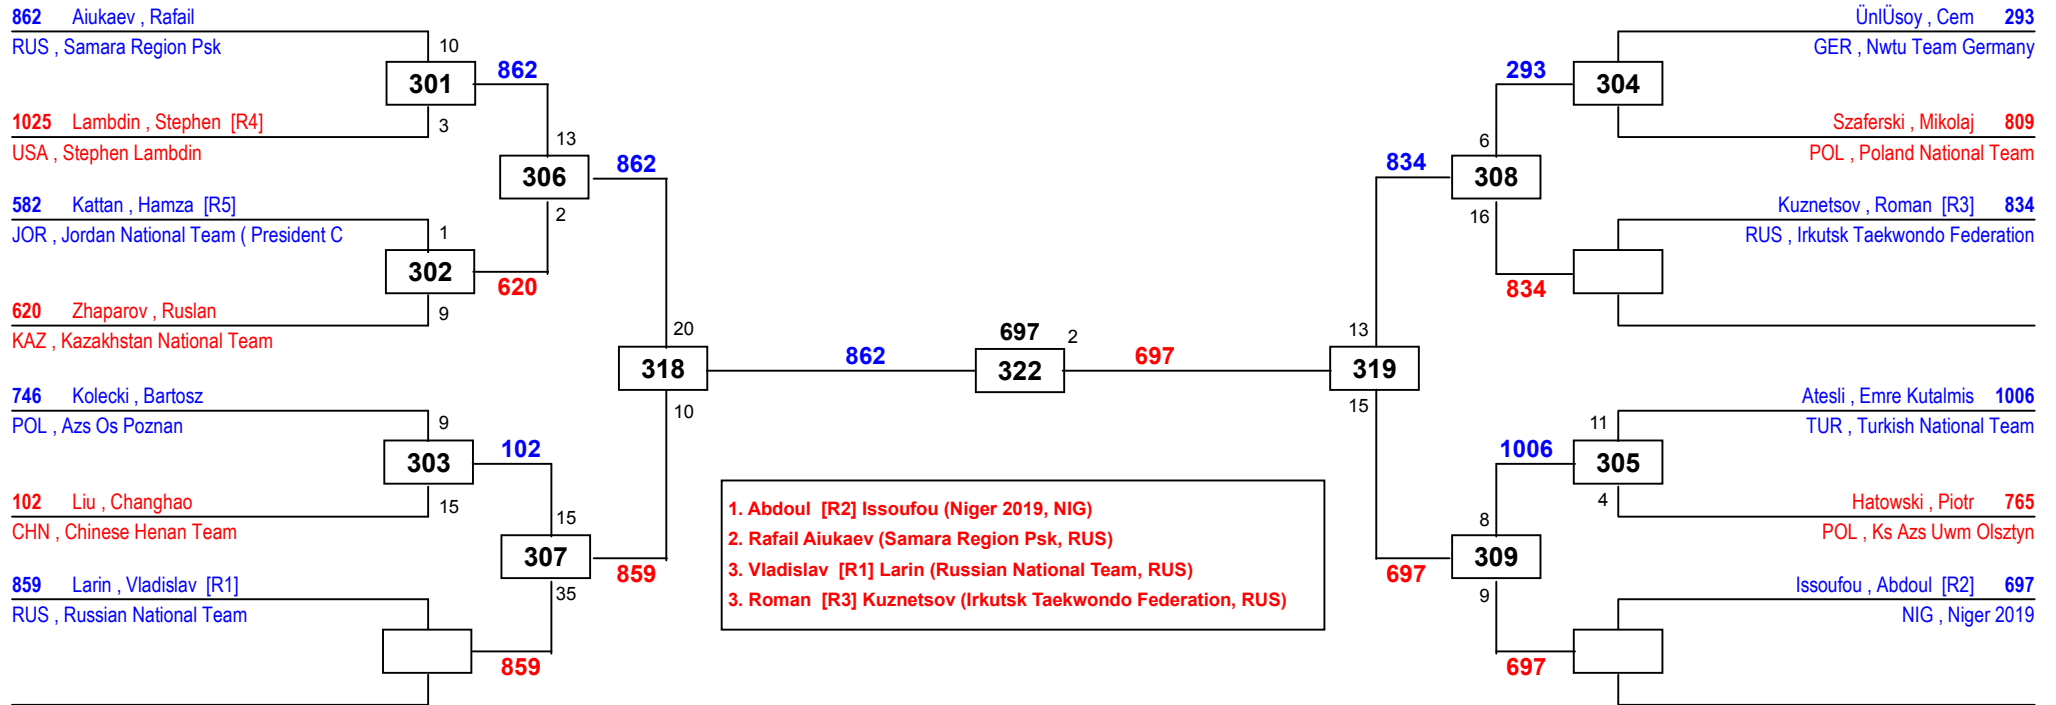 862 Aiukaev , Rafail
RUS , Samara Region Psk
10
301
862
3
1025 Lambdin , Stephen [R4]
USA , Stephen Lambdin
13
306
862
2
582 Kattan , Hamza [R5]
JOR , Jordan National Team ( President C
1
302
620
9
620 Zhaparov , Ruslan
KAZ , Kazakhstan National Team
20
318
862
10
746 Kolecki , Bartosz
POL , Azs Os Poznan
9
303
102
15
102 Liu , Changhao
CHN , Chinese Henan Team
15
307
859
35
859 Larin , Vladislav [R1]
RUS , Russian National Team
859
697
2
322
697
1. Abdoul [R2] Issoufou (Niger 2019, NIG)
2. Rafail Aiukaev (Samara Region Psk, RUS)
3. Vladislav [R1] Larin (Russian National Team, RUS)
3. Roman [R3] Kuznetsov (Irkutsk Taekwondo Federation, RUS)
ÜnlÜsoy , Cem 293
GER , Nwtu Team Germany
293
304
Szaferski , Mikolaj 809
POL , Poland National Team
6
834
308
16
Kuznetsov , Roman [R3] 834
RUS , Irkutsk Taekwondo Federation
834
13
319
15
Atesli , Emre Kutalmis 1006
TUR , Turkish National Team
11
1006
305
4
Hatowski , Piotr 765
POL , Ks Azs Uwm Olsztyn
8
309
697
9
Issoufou , Abdoul [R2] 697
NIG , Niger 2019
697